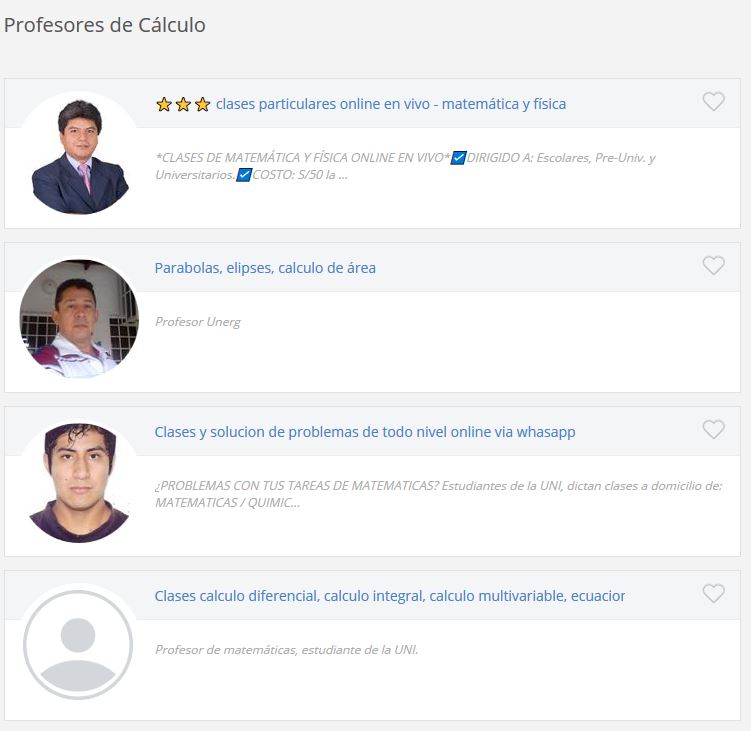 Profesores de Cálculo
⭐⭐⭐ clases particulares online en vivo - matemática y física
*CLASES DE MATEMÁTICA Y FÍSICA ONLINE EN VIVO*☑DIRIGIDO A: Escolares, Pre-Univ. y
Universitarios.☑COSTO: S/50 la ...
Parabolas, elipses, calculo de área
Profesor Unerg
Clases y solucion de problemas de todo nivel online via whasapp
¿PROBLEMAS CON TUS TAREAS DE MATEMATICAS? Estudiantes de la UNI, dictan clases a domicilio de:
MATEMATICAS / QUIMIC...
Clases calculo diferencial, calculo integral, calculo multivariable, ecuacior
Profesor de matemáticas, estudiante de la UNI.